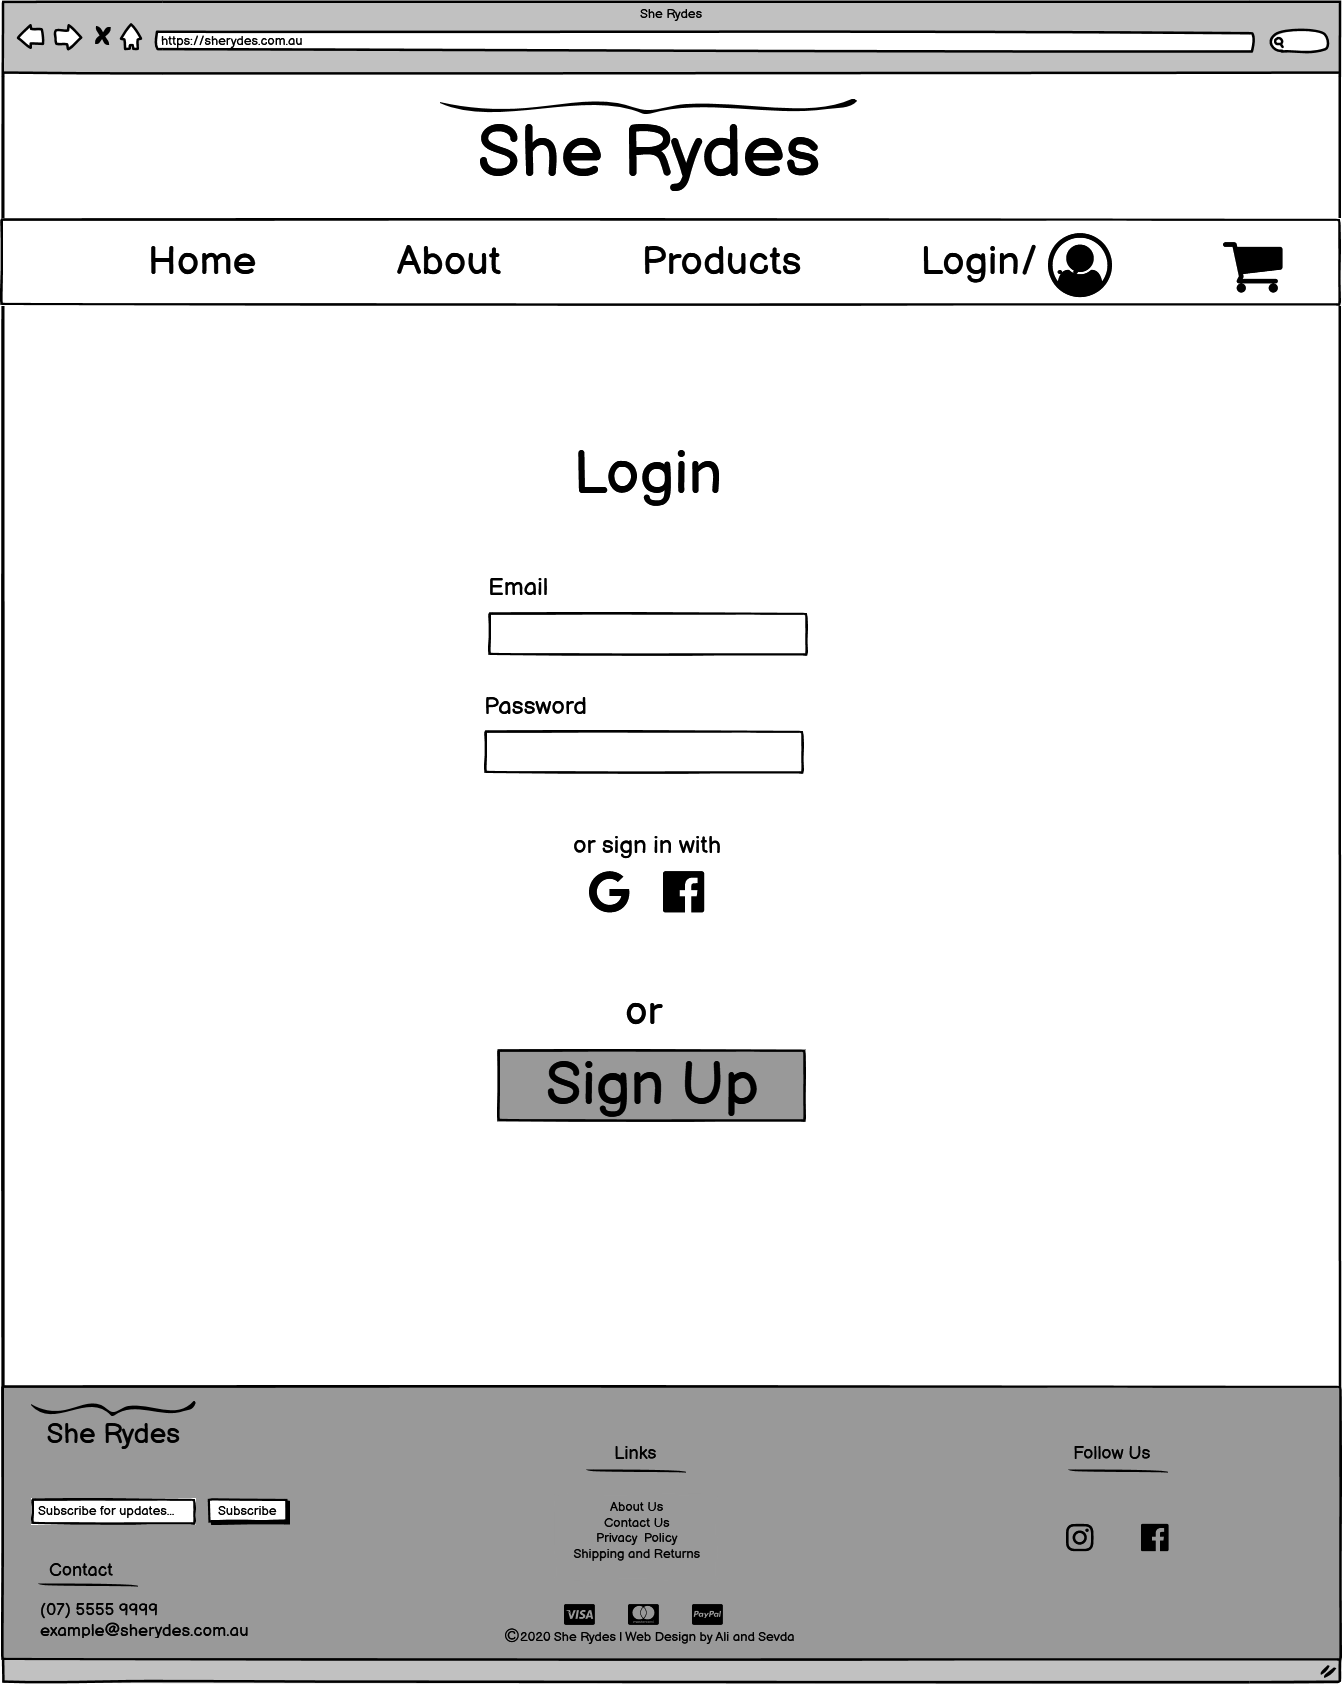 She Rydes
https://sherydes.com.au
She Rydes
Home About Products Login/
Login
Email
Password
or sign in with
G f
or
Sign Up
She Rydes
Subscribe for updates... Subscribe
Contact
(07) 5555 9999
example@sherydes.com.au
Links
About Us
Contact Us
Privacy Policy
Shipping and Returns
VISA PayPal
©2020 She Rydes | Web Design by Ali and Sevda
Follow Us
f